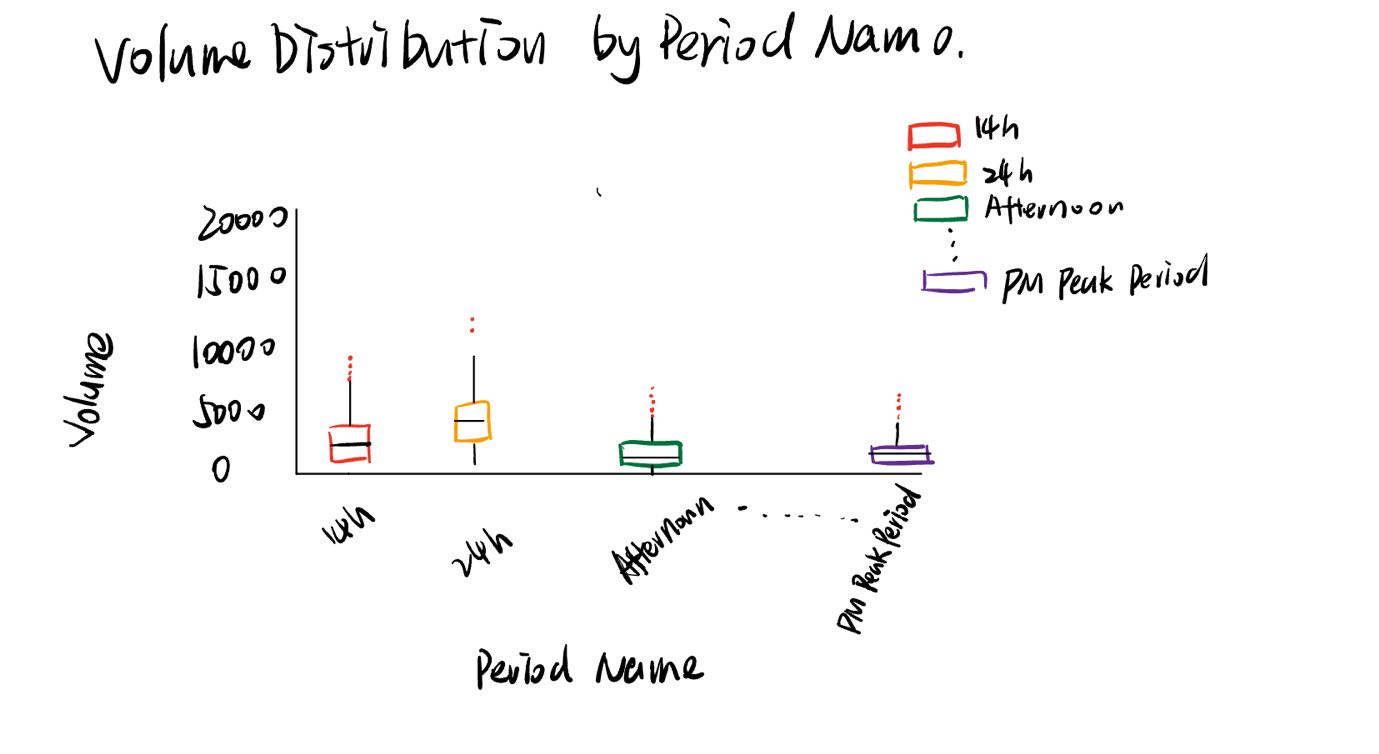 Volume Distribution by Period Name.
14h
24h
Afternoon
PM Peak Period
20000
15000
10000
5000
0
Volume
14h
24h
Afternoon
PM Peak Period
Period Name